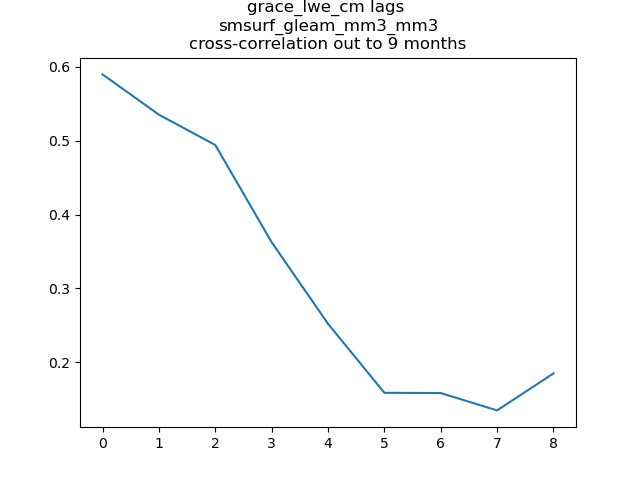 grace_lwe_cm lags
smsurf_gleam_mm3_mm3
cross-correlation out to 9 months
0.6
0.5
0.4
0.3
0.2
0 1 2 3 4 5 6 7 8